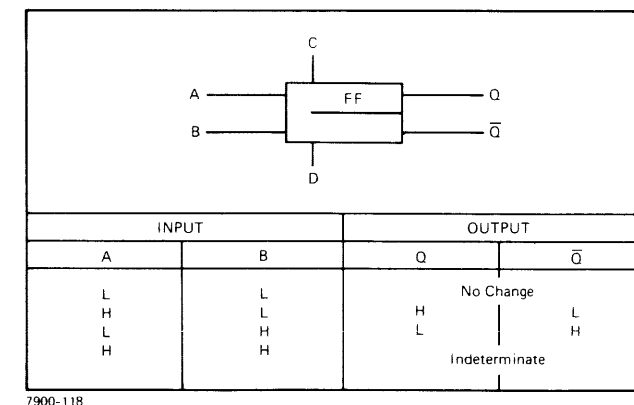 C
A FF Q
B Q̅
D
INPUT OUTPUT
A B Q Q̅
L L No Change
H L H L
L H L H
H H Indeterminate
7900-118